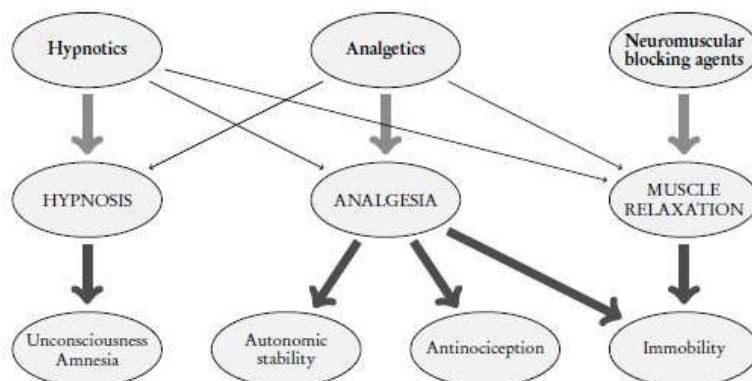 Hypnotics
Analgetics
Neuromuscular
blocking agents
HYPNOSIS
ANALGESIA
MUSCLE
RELAXATION
Unconsciousness
Amnesia
Autonomic
stability
Antinociception
Immobility